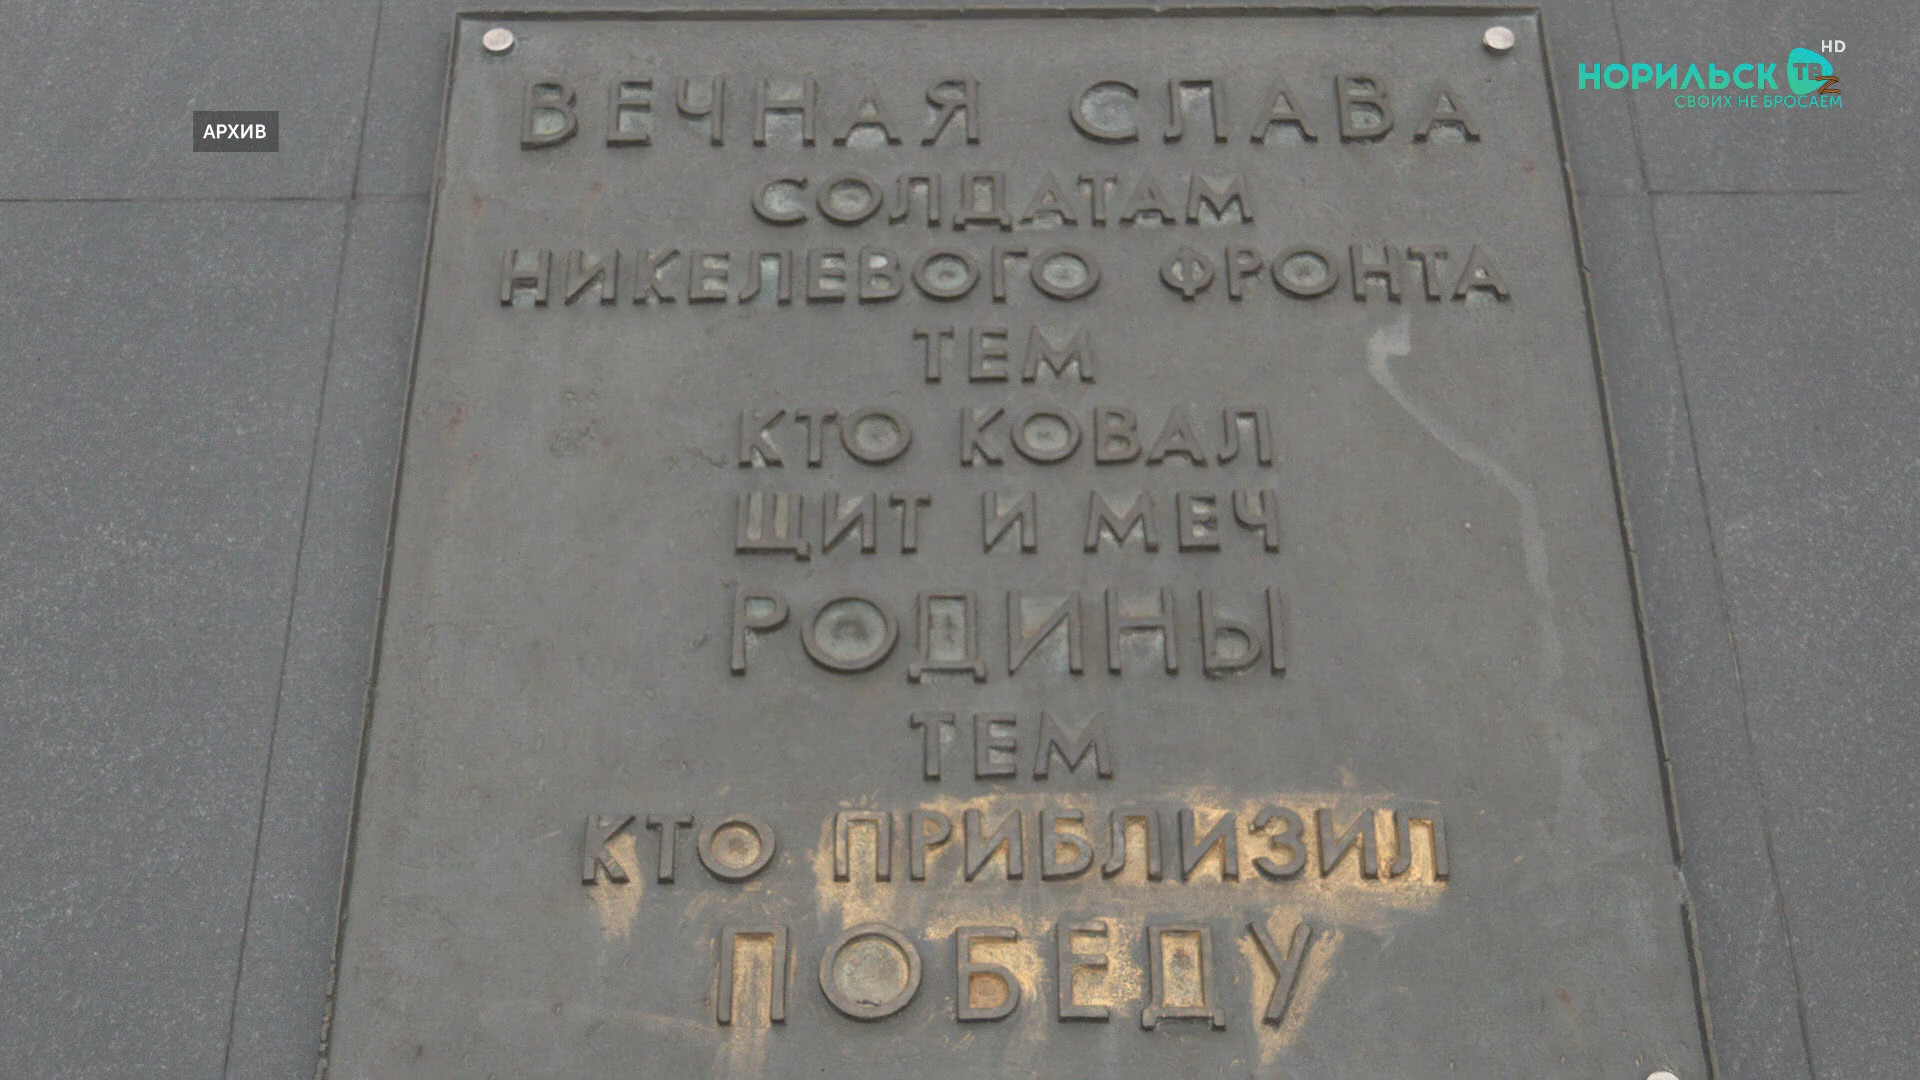 HD
НОРИЛЬСК ТВ
СВОИХ НЕ БРОСАЕМ
АРХИВ
ВЕЧНАЯ СЛАВА
СОЛДАТАМ
НИКЕЛЕВОГО ФРОНТА
ТЕМ
КТО КОВАЛ
ЩИТ И МЕЧ
РОДИНЫ
ТЕМ
КТО ПРИБЛИЗИЛ
ПОБЕДУ